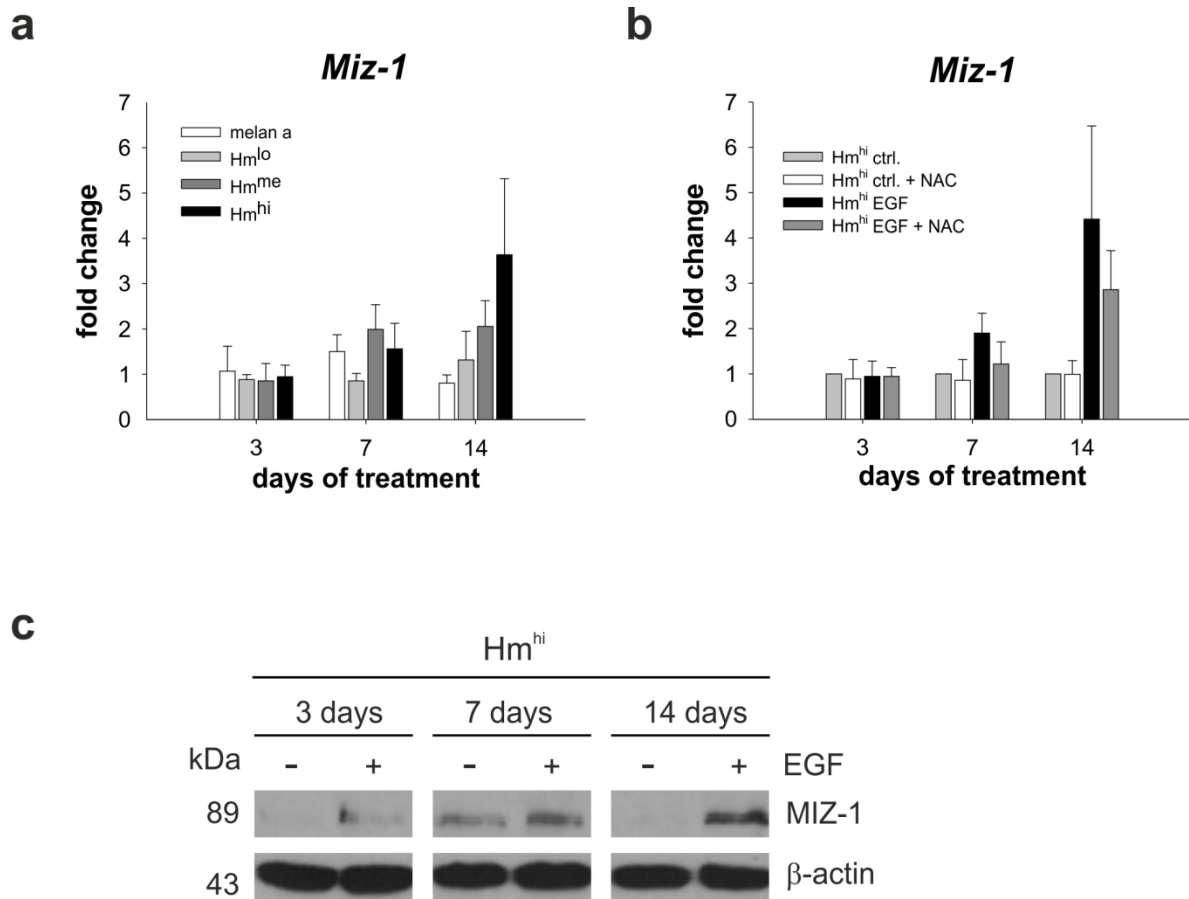 a
Miz-1
7
6
5
4
3
2
1
0
fold change
melan a
Hm^lo
Hm^me
Hm^hi
3 7 14
days of treatment
b
Miz-1
7
6
5
4
3
2
1
0
fold change
Hm^hi ctrl.
Hm^hi ctrl. + NAC
Hm^hi EGF
Hm^hi EGF + NAC
3 7 14
days of treatment
c
Hm^hi
3 days 7 days 14 days
kDa - + - + - + EGF
89 MIZ-1
43 β-actin